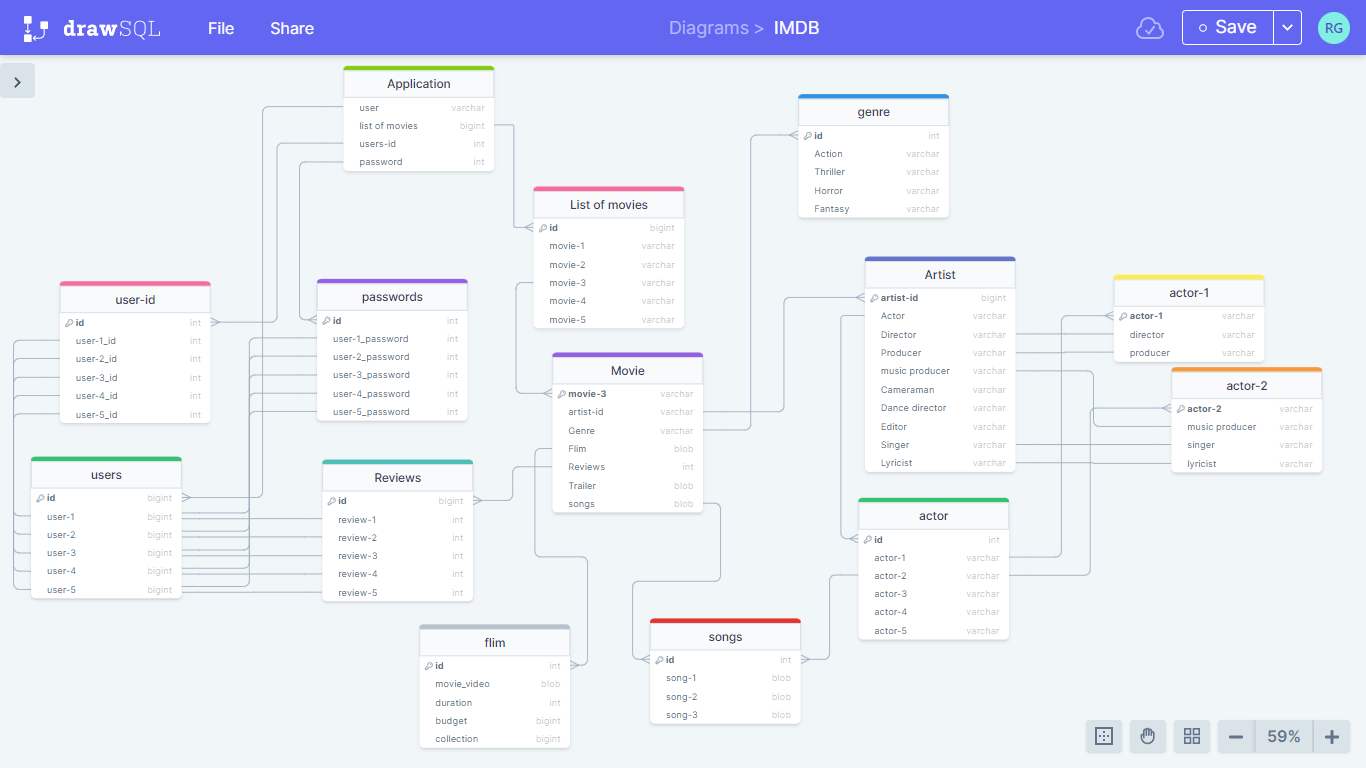 drawSQL File Share Diagrams > IMDB Save RG
Application
user varchar
list of movies bigint
users-id int
password int
genre
id int
Action varchar
Thriller varchar
Horror varchar
Fantasy varchar
List of movies
id bigint
movie-1 varchar
movie-2 varchar
movie-3 varchar
movie-4 varchar
movie-5 varchar
user-id
id int
user-1_id int
user-2_id int
user-3_id int
user-4_id int
user-5_id int
passwords
id int
user-1_password int
user-2_password int
user-3_password int
user-4_password int
user-5_password int
Artist
artist-id bigint
Actor varchar
Director varchar
Producer varchar
music producer varchar
Cameraman varchar
Dance director varchar
Editor varchar
Singer varchar
Lyricist varchar
actor-1
actor-1 varchar
director varchar
producer varchar
actor-2
actor-2 varchar
music producer varchar
singer varchar
lyricist varchar
Movie
movie-3 varchar
artist-id varchar
Genre varchar
Flim blob
Reviews int
Trailer blob
songs blob
users
id bigint
user-1 bigint
user-2 bigint
user-3 bigint
user-4 bigint
user-5 bigint
Reviews
id bigint
review-1 int
review-2 int
review-3 int
review-4 int
review-5 int
actor
id int
actor-1 varchar
actor-2 varchar
actor-3 varchar
actor-4 varchar
actor-5 varchar
flim
id int
movie_video blob
duration int
budget bigint
collection bigint
songs
id int
song-1 blob
song-2 blob
song-3 blob
59%